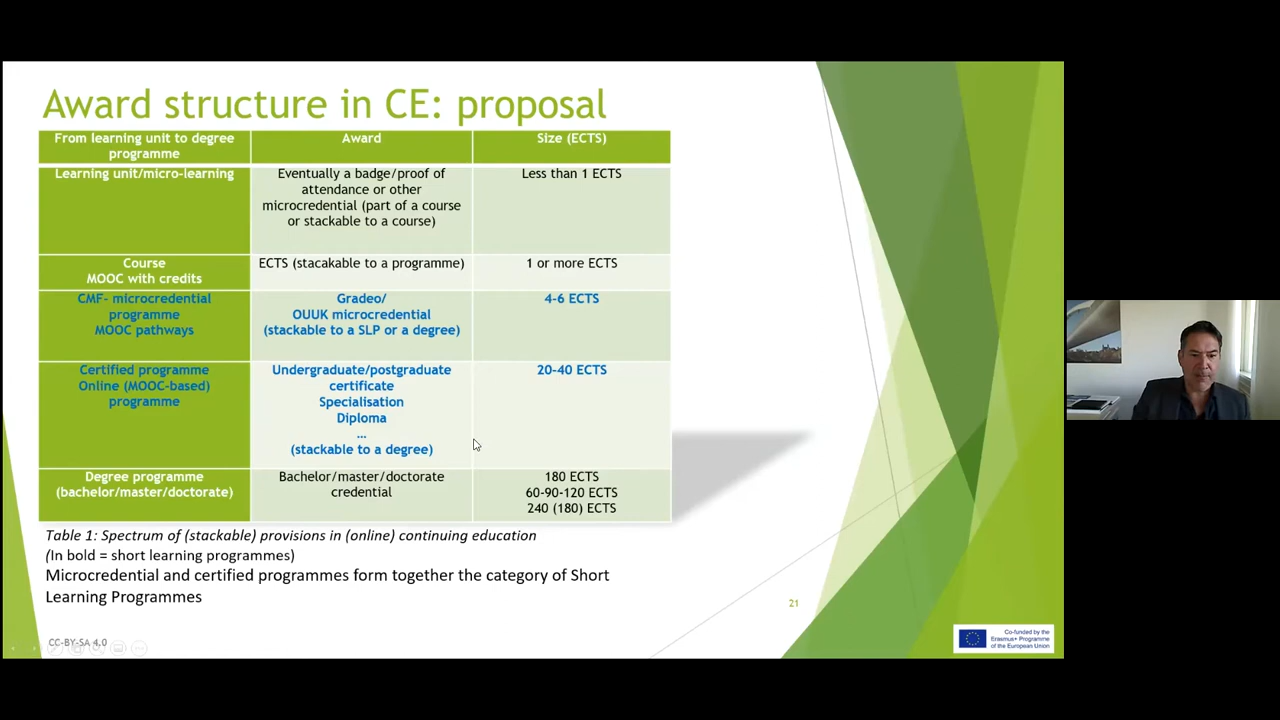 Award structure in CE: proposal
From learning unit to degree
programme
Award
Size (ECTS)
Learning unit/micro-learning
Eventually a badge/proof of
attendance or other
microcredential (part of a course
or stackable to a course)
Less than 1 ECTS
Course
MOOC with credits
ECTS (stacakable to a programme)
1 or more ECTS
CMF- microcredential
programme
MOOC pathways
Gradeo/
OUUK microcredential
(stackable to a SLP or a degree)
4-6 ECTS
Certified programme
Online (MOOC-based)
programme
Undergraduate/postgraduate
certificate
Specialisation
Diploma
...
(stackable to a degree)
20-40 ECTS
Degree programme
(bachelor/master/doctorate)
Bachelor/master/doctorate
credential
180 ECTS
60-90-120 ECTS
240 (180) ECTS
Table 1: Spectrum of (stackable) provisions in (online) continuing education
(In bold = short learning programmes)
Microcredential and certified programmes form together the category of Short
Learning Programmes
21
CC-BY-SA 4.0
Co-funded by the
Erasmus+ Programme
of the European Union